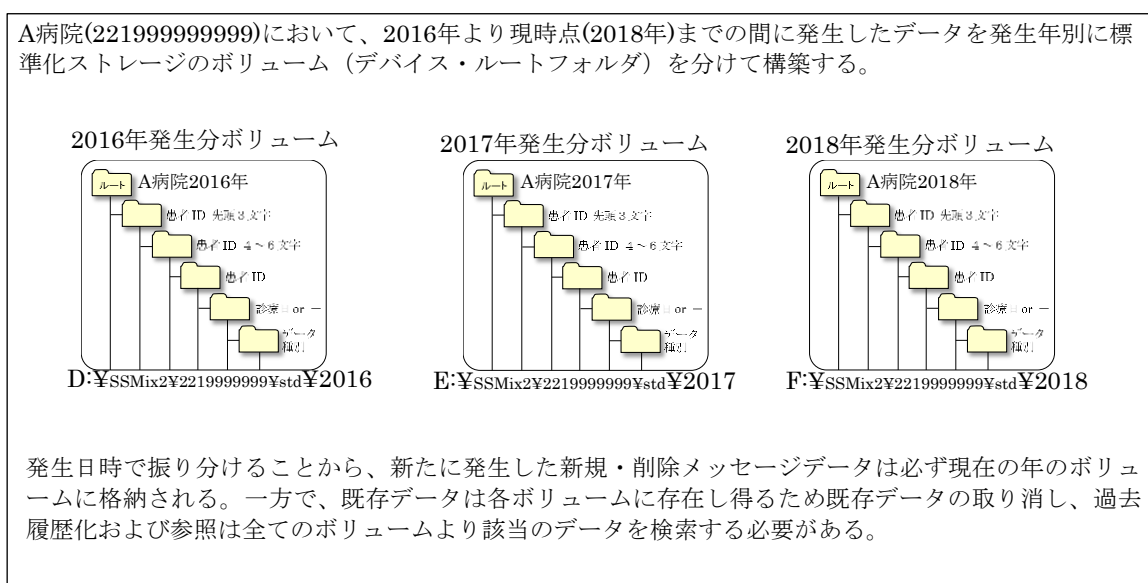 A病院(221999999999)において、2016年より現時点(2018年)までの間に発生したデータを発生年別に標
準化ストレージのボリューム（デバイス・ルートフォルダ）を分けて構築する。
2016年発生分ボリューム
2017年発生分ボリューム
2018年発生分ボリューム
ルート A病院2016年
患者ID 先頭3文字
患者ID 4～6文字
患者ID
診療日or －
データ
種別
ルート A病院2017年
患者ID 先頭3文字
患者ID 4～6文字
患者ID
診療日or －
データ
種別
ルート A病院2018年
患者ID 先頭3文字
患者ID 4～6文字
患者ID
診療日or －
データ
種別
D:¥SSMix2¥2219999999¥std¥2016
E:¥SSMix2¥2219999999¥std¥2017
F:¥SSMix2¥2219999999¥std¥2018
発生日時で振り分けることから、新たに発生した新規・削除メッセージデータは必ず現在の年のボリュ
ームに格納される。一方で、既存データは各ボリュームに存在し得るため既存データの取り消し、過去
履歴化および参照は全てのボリュームより該当のデータを検索する必要がある。